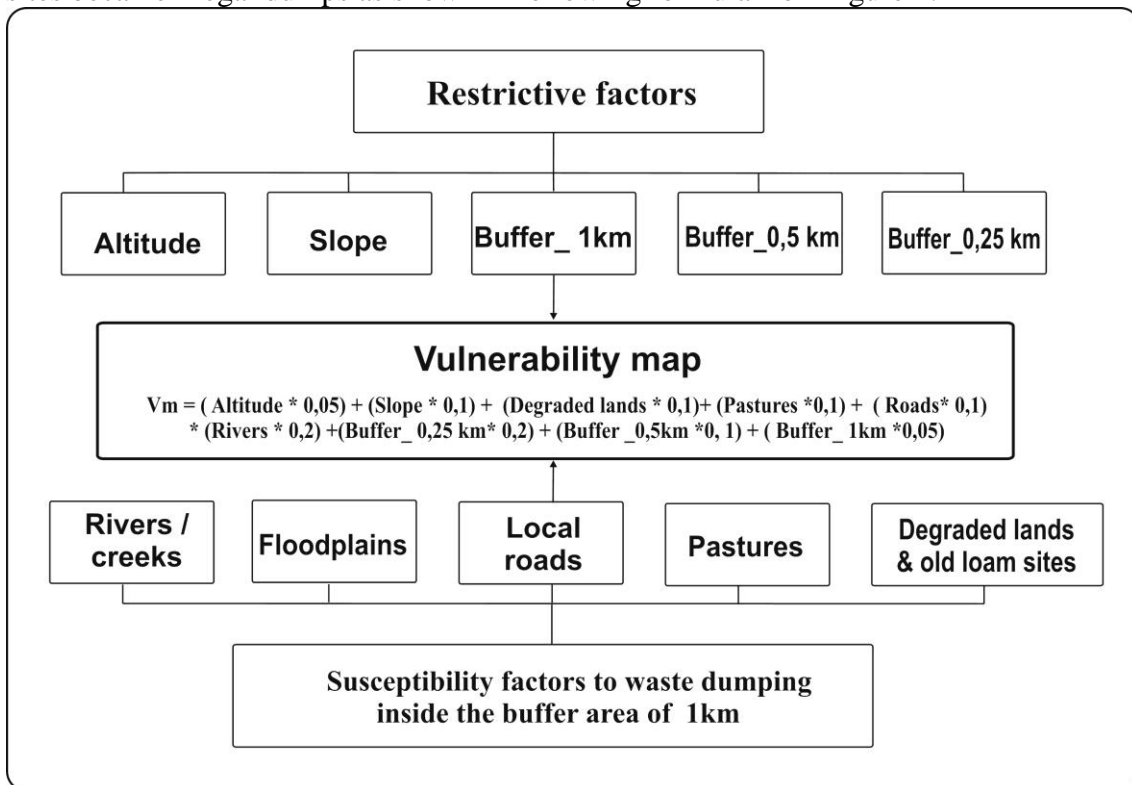 Restrictive factors
Altitude
Slope
Buffer_ 1km
Buffer_0,5 km
Buffer_0,25 km
Vulnerability map
Vm = ( Altitude * 0,05) + (Slope * 0,1) + (Degraded lands * 0,1)+ (Pastures *0,1) + ( Roads* 0,1)
* (Rivers * 0,2) +(Buffer_ 0,25 km* 0,2) + (Buffer _0,5km *0, 1) + ( Buffer_ 1km *0,05)
Rivers /
creeks
Floodplains
Local
roads
Pastures
Degraded lands
& old loam sites
Susceptibility factors to waste dumping
inside the buffer area of 1km